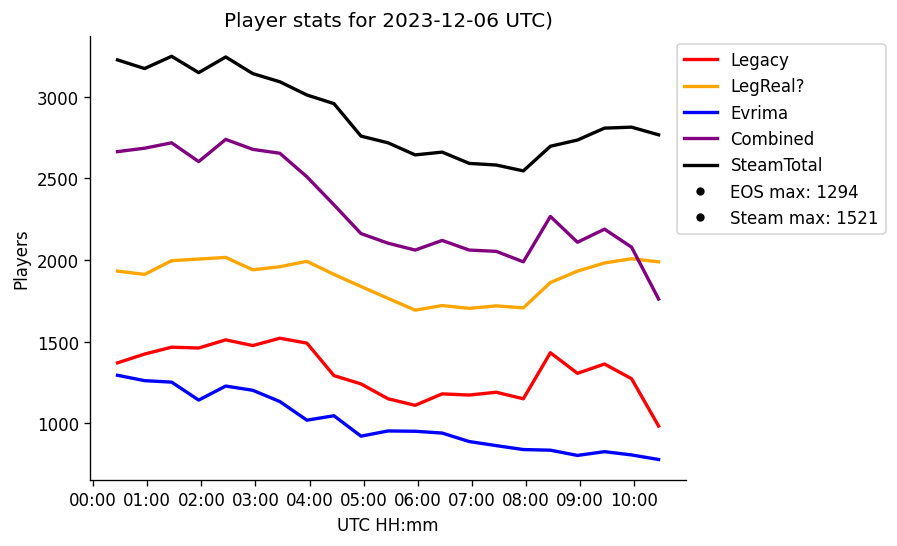 Player stats for 2023-12-06 UTC)
Legacy
LegReal?
Evrima
Combined
SteamTotal
EOS max: 1294
Steam max: 1521
Players
3000
2500
2000
1500
1000
00:00 01:00 02:00 03:00 04:00 05:00 06:00 07:00 08:00 09:00 10:00
UTC HH:mm